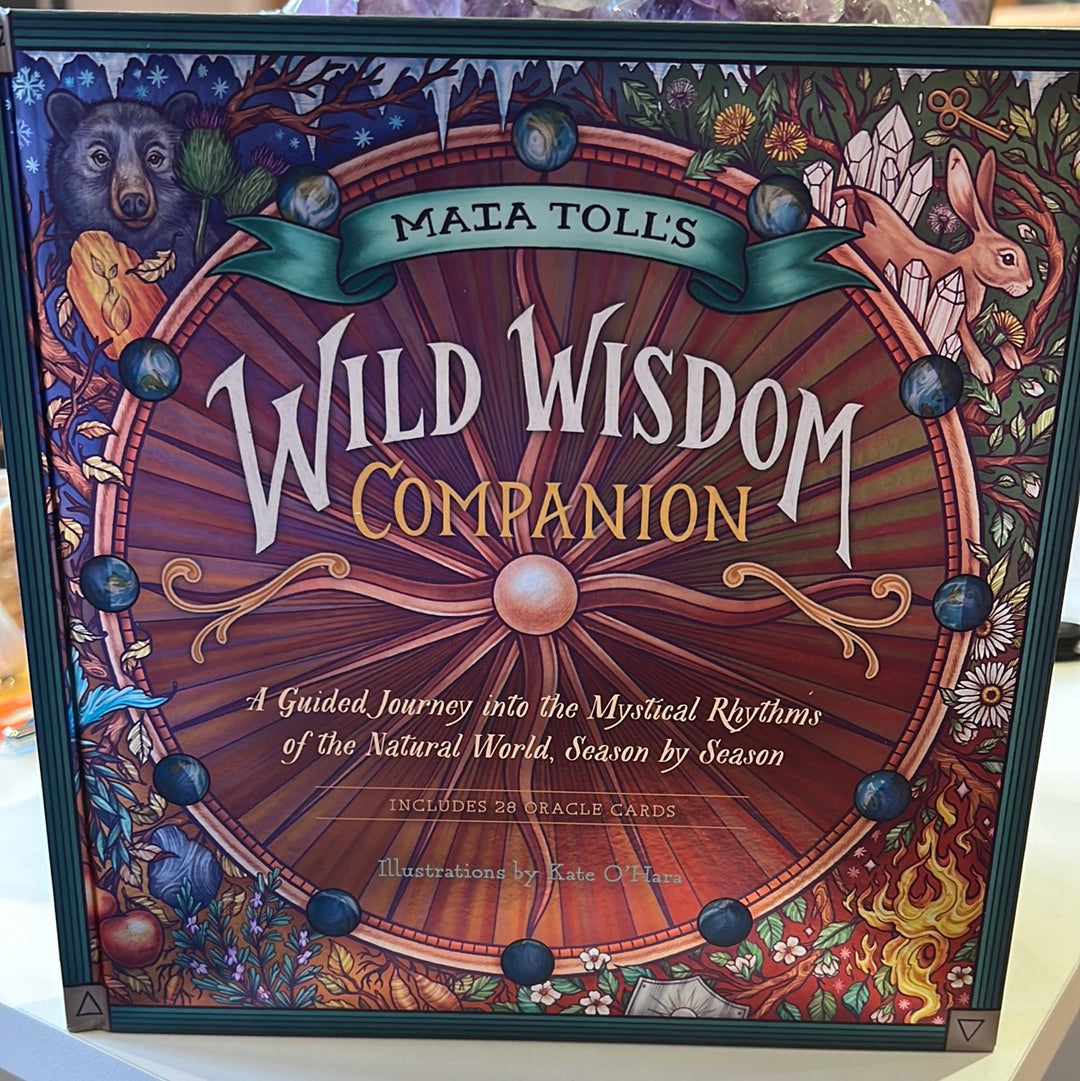 MAIA TOLL'S
WILD WISDOM
COMPANION
A Guided Journey into the Mystical Rhythms
of the Natural World, Season by Season
INCLUDES 28 ORACLE CARDS
Illustrations by Kate O'Hara